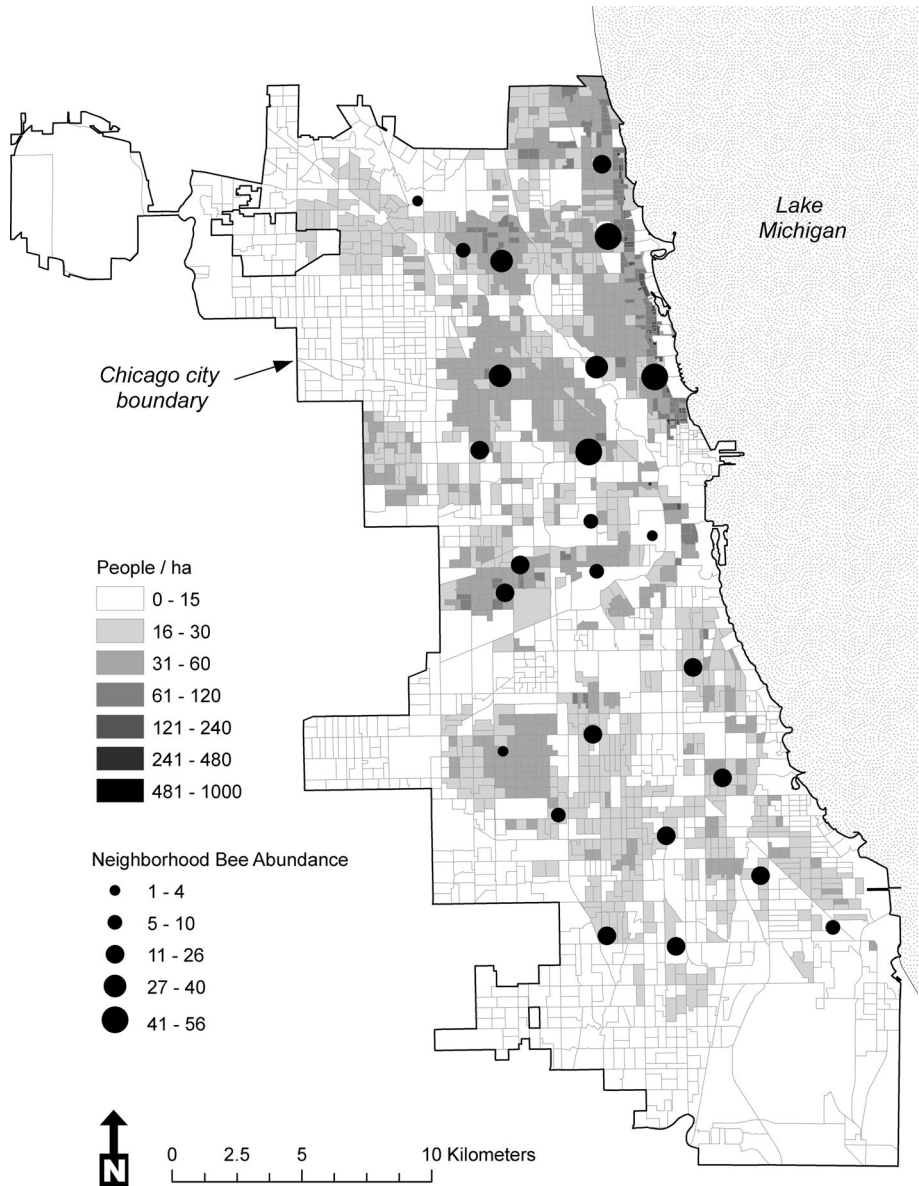 Lake
Michigan
Chicago city
boundary
People / ha
0 - 15
16 - 30
31 - 60
61 - 120
121 - 240
241 - 480
481 - 1000
Neighborhood Bee Abundance
1 - 4
5 - 10
11 - 26
27 - 40
41 - 56
N
0 2.5 5 10 Kilometers